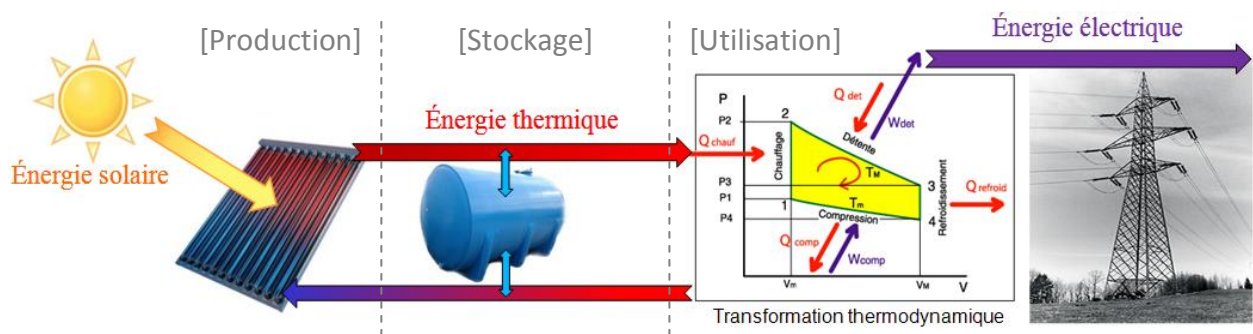 [Production]
[Stockage]
[Utilisation]
Énergie électrique
Énergie solaire
Énergie thermique
P
P2
P3
P1
P4
2
1
3
4
Q chauf
Chauffage
Q det
W det
Détente
T M
T m
Compression
Refroidissement
Q refroid
Q comp
W comp
V m
V M
V
Transformation thermodynamique